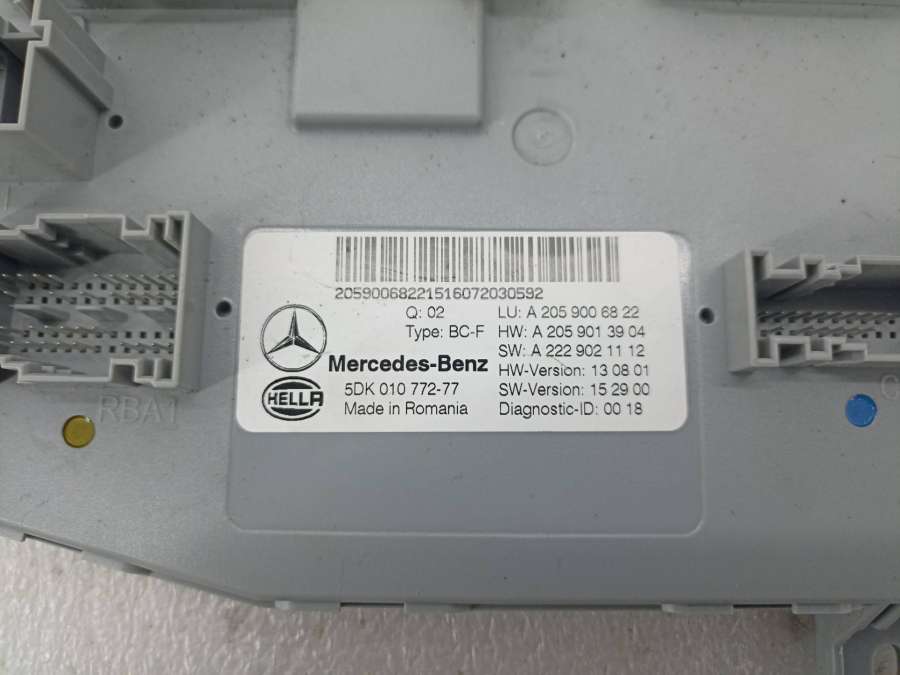 20590068221516072030592
Q: 02
LU: A 205 900 68 22
Type: BC-F
HW: A 205 901 39 04
SW: A 222 902 11 12
Mercedes-Benz
HW-Version: 13 08 01
HELLA
5DK 010 772-77
SW-Version: 15 29 00
Made in Romania
Diagnostic-ID: 00 18
RBA1